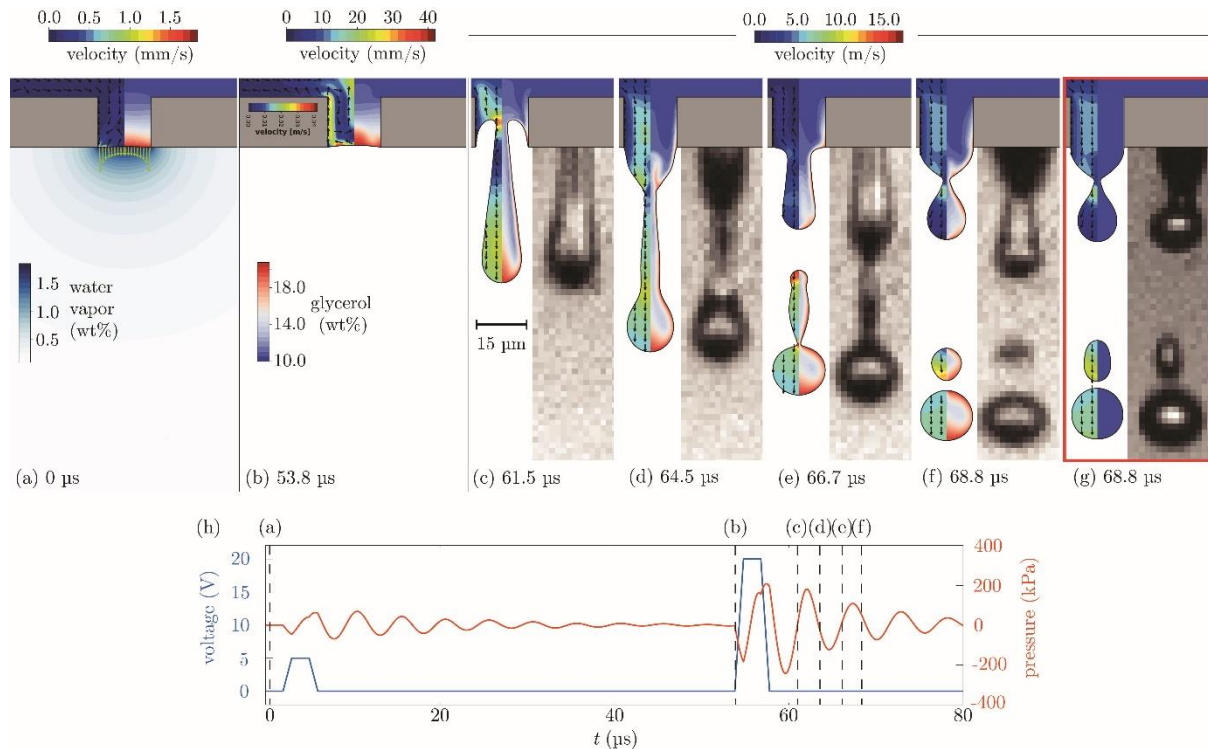 0.0 0.5 1.0 1.5
velocity (mm/s)
0 20 40
velocity (mm/s)
0.0 5.0 10.0 15.0
velocity (m/s)
velocity [m/s]
1.5
1.0
0.5
water
vapor
(wt%)
18.0
14.0
10.0
glycerol
(wt%)
15 µm
(a) 0 µs
(b) 53.8 µs
(c) 61.5 µs
(d) 64.5 µs
(e) 66.7 µs
(f) 68.8 µs
(g) 68.8 µs
(h) (a) (b) (c) (d) (e) (f)
voltagc (V)
20
15
10
5
0
400
200
0
-200
-400
pressure (kPa)
0 20 40 60 80
t (µs)